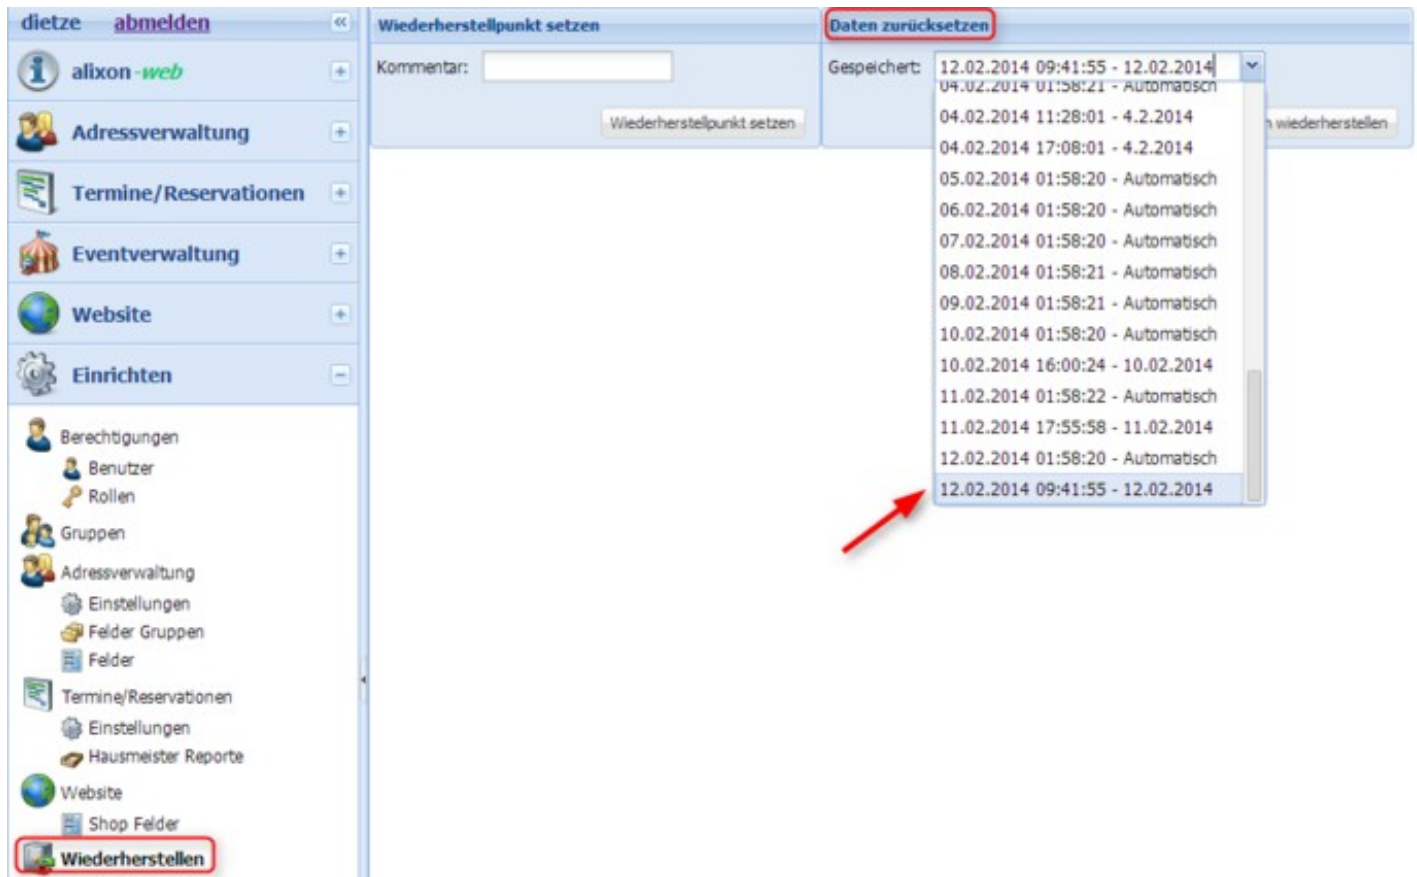 dietze abmelden
alixon-web
Adressverwaltung
Termine/Reservationen
Eventverwaltung
Website
Einrichten
Berechtigungen
Benutzer
Rollen
Gruppen
Adressverwaltung
Einstellungen
Felder Gruppen
Felder
Termine/Reservationen
Einstellungen
Hausmeister Reporte
Website
Shop Felder
Wiederherstellen
Wiederherstellpunkt setzen
Kommentar:
Wiederherstellpunkt setzen
Daten zurücksetzen
Gespeichert: 12.02.2014 09:41:55 - 12.02.2014
04.02.2014 01:58:21 - Automatisch
04.02.2014 11:28:01 - 4.2.2014
04.02.2014 17:08:01 - 4.2.2014
05.02.2014 01:58:20 - Automatisch
06.02.2014 01:58:20 - Automatisch
07.02.2014 01:58:20 - Automatisch
08.02.2014 01:58:21 - Automatisch
09.02.2014 01:58:21 - Automatisch
10.02.2014 01:58:20 - Automatisch
10.02.2014 16:00:24 - 10.02.2014
11.02.2014 01:58:22 - Automatisch
11.02.2014 17:55:58 - 11.02.2014
12.02.2014 01:58:20 - Automatisch
12.02.2014 09:41:55 - 12.02.2014
wiederherstellen